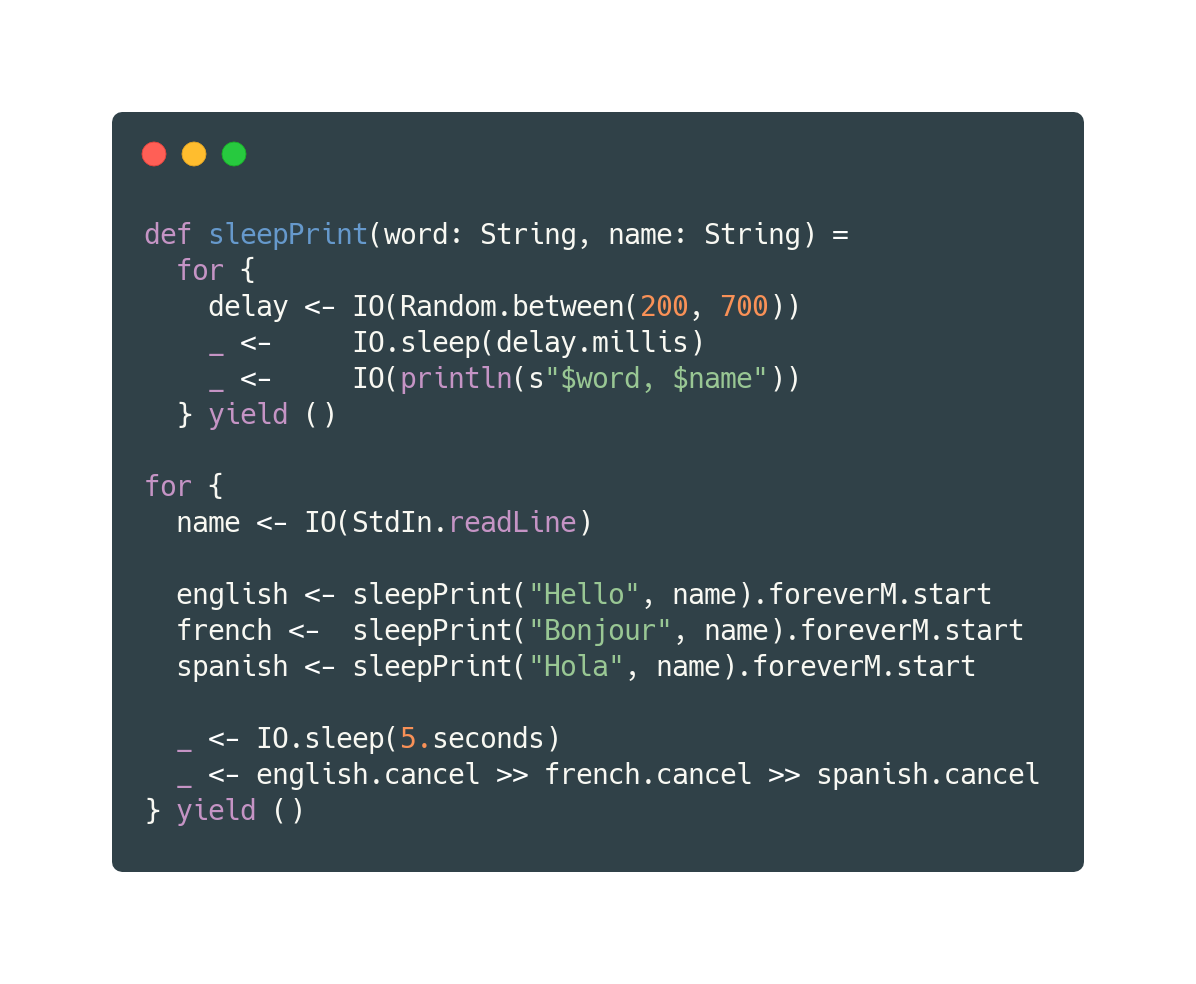 def sleepPrint(word: String, name: String) =
  for {
    delay <- IO(Random.between(200, 700))
    _ <-     IO.sleep(delay.millis)
    _ <-     IO(println(s"$word, $name"))
  } yield ()

for {
  name <- IO(StdIn.readLine)

  english <- sleepPrint("Hello", name).foreverM.start
  french <-  sleepPrint("Bonjour", name).foreverM.start
  spanish <- sleepPrint("Hola", name).foreverM.start

  _ <- IO.sleep(5.seconds)
  _ <- english.cancel >> french.cancel >> spanish.cancel
} yield ()